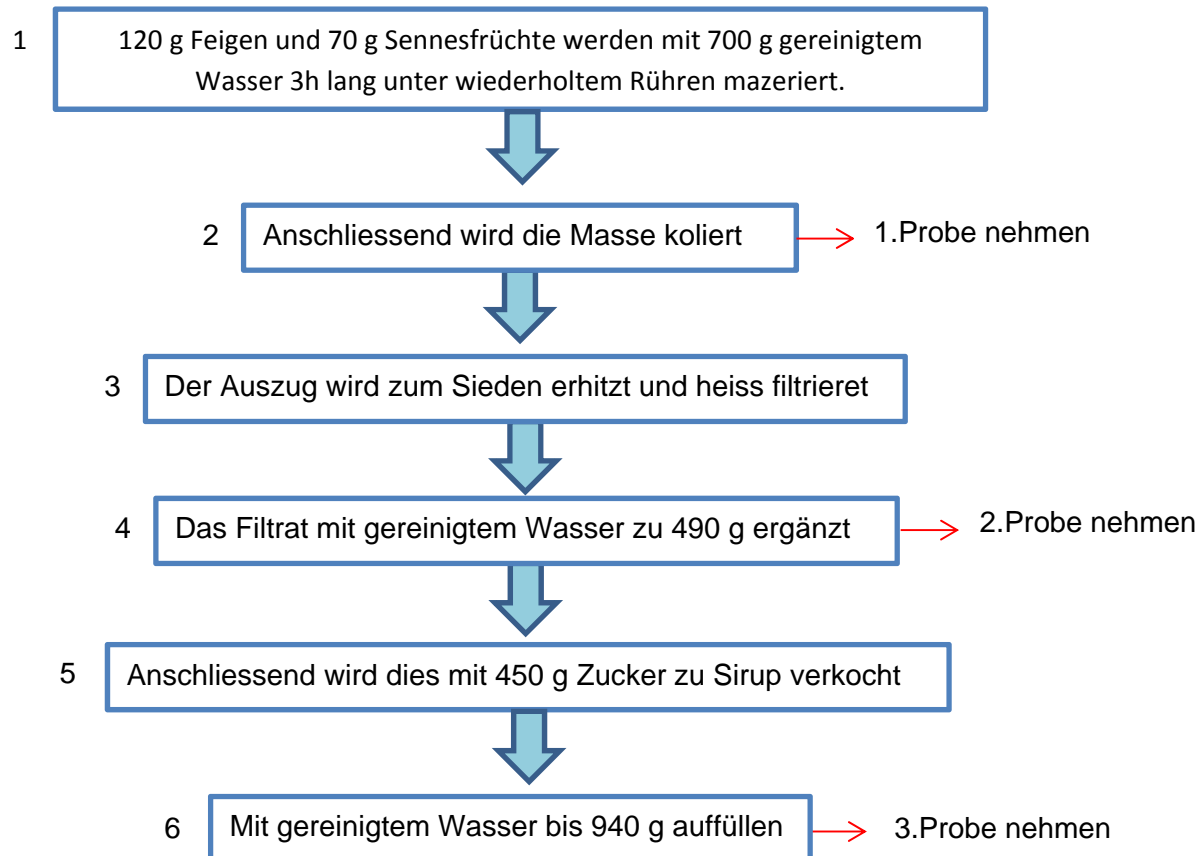 1
120 g Feigen und 70 g Sennesfrüchte werden mit 700 g gereinigtem
Wasser 3h lang unter wiederholtem Rühren mazeriert.
2
Anschliessend wird die Masse koliert
1.Probe nehmen
3
Der Auszug wird zum Sieden erhitzt und heiss filtrieret
4
Das Filtrat mit gereinigtem Wasser zu 490 g ergänzt
2.Probe nehmen
5
Anschliessend wird dies mit 450 g Zucker zu Sirup verkocht
6
Mit gereinigtem Wasser bis 940 g auffüllen
3.Probe nehmen